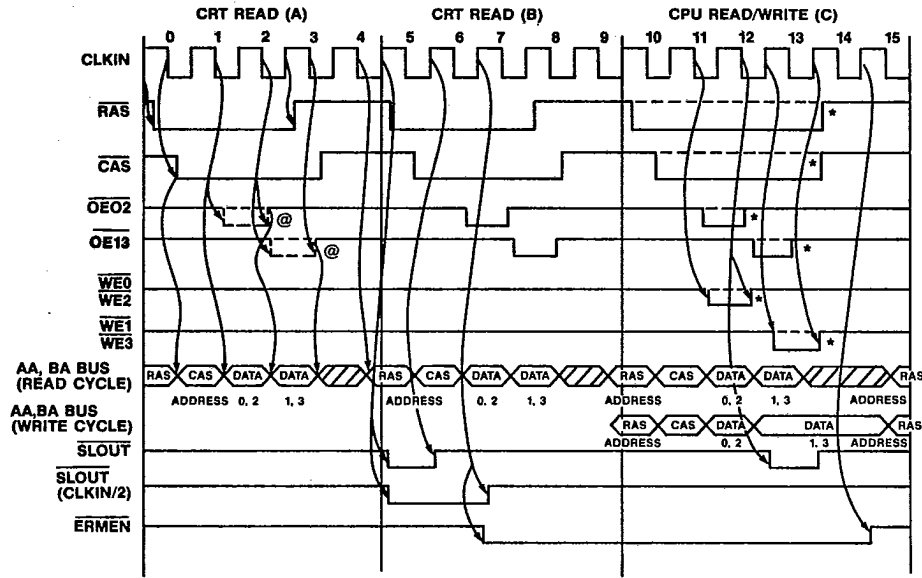 CRT READ (A) CRT READ (B) CPU READ/WRITE (C)
0 1 2 3 4 5 6 7 8 9 10 11 12 13 14 15
CLKIN
RAS
*
CAS
*
OEO2
@ *
OE13
@ *
WE0
WE2
*
WE1
WE3
*
AA, BA BUS
(READ CYCLE)
RAS CAS DATA DATA RAS CAS DATA DATA RAS CAS DATA DATA RAS
ADDRESS 0, 2 1, 3 ADDRESS 0, 2 1, 3 ADDRESS 0, 2 1, 3 ADDRESS
AA,BA BUS
(WRITE CYCLE)
RAS CAS DATA DATA RAS
ADDRESS 0, 2 1, 3 ADDRESS
SLOUT
SLOUT
(CLKIN/2)
ERMEN